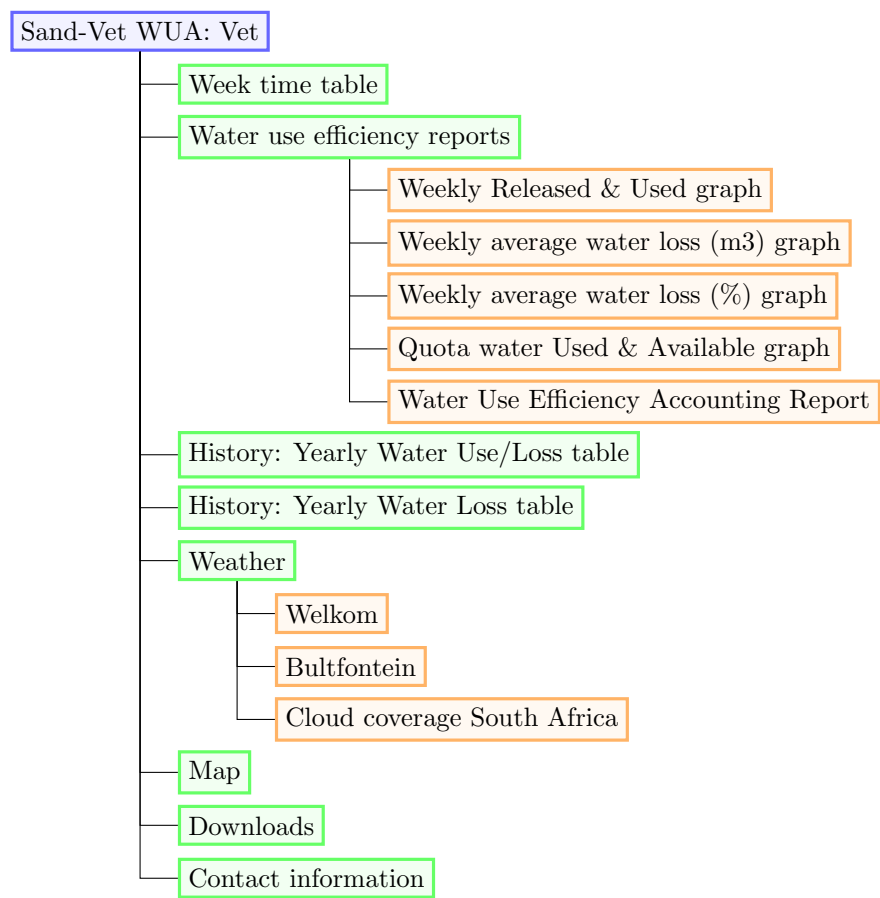 Sand-Vet WUA: Vet
Week time table
Water use efficiency reports
Weekly Released & Used graph
Weekly average water loss (m3) graph
Weekly average water loss (%) graph
Quota water Used & Available graph
Water Use Efficiency Accounting Report
History: Yearly Water Use/Loss table
History: Yearly Water Loss table
Weather
Welkom
Bultfontein
Cloud coverage South Africa
Map
Downloads
Contact information